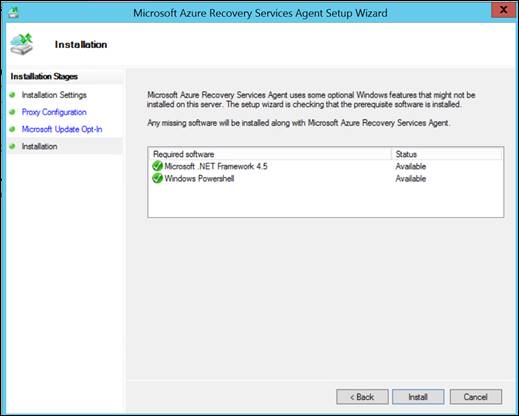 Microsoft Azure Recovery Services Agent Setup Wizard
Installation
Installation Stages
Installation Settings
Proxy Configuration
Microsoft Update Opt-In
Installation
Microsoft Azure Recovery Services Agent uses some optional Windows features that might not be
installed on this server. The setup wizard is checking that the prerequisite software is installed.
Any missing software will be installed along with Microsoft Azure Recovery Services Agent.
Required software Status
Microsoft .NET Framework 4.5 Available
Windows Powershell Available
< Back Install Cancel